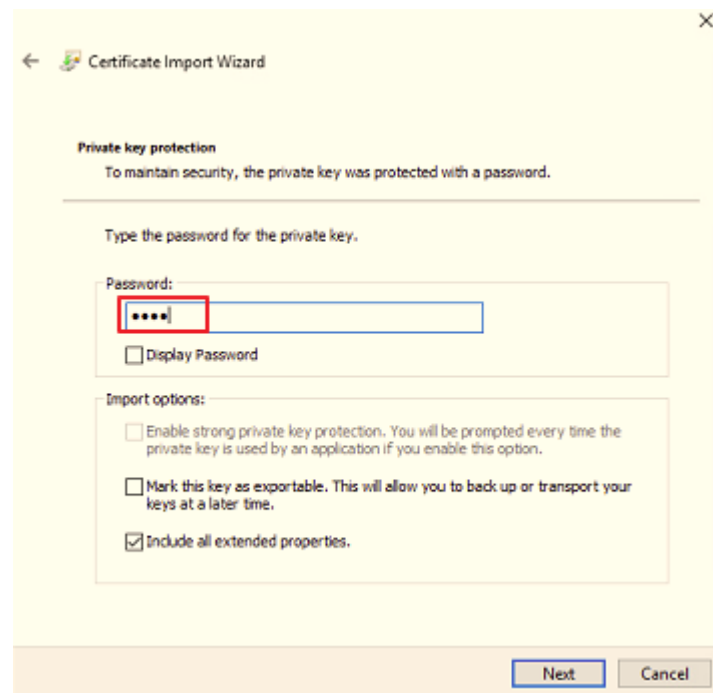 Certificate Import Wizard
Private key protection
To maintain security, the private key was protected with a password.
Type the password for the private key.
Password:
••••
Display Password
Import options:
Enable strong private key protection. You will be prompted every time the
private key is used by an application if you enable this option.
Mark this key as exportable. This will allow you to back up or transport your
keys at a later time.
Include all extended properties.
Next
Cancel